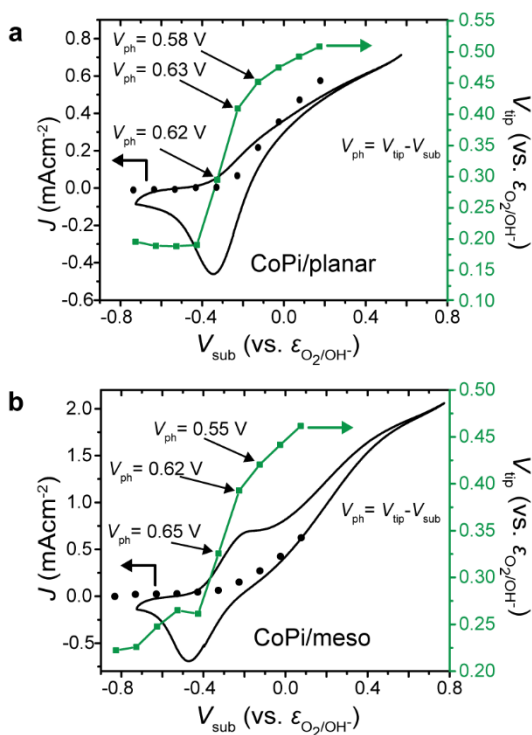 a
V_ph= 0.58 V
V_ph= 0.63 V
V_ph= 0.62 V
V_ph= V_tip-V_sub
CoPi/planar
J (mAcm⁻²)
0.8
0.6
0.4
0.2
0.0
-0.2
-0.4
-0.6
-0.8 -0.4 0.0 0.4 0.8
V_sub (vs. ε_O₂/OH⁻)
0.55
0.50
0.45
0.40
0.35
0.30
0.25
0.20
0.15
0.10
V_tip (vs. ε_O₂/OH⁻)
b
V_ph= 0.55 V
V_ph= 0.62 V
V_ph= 0.65 V
V_ph= V_tip-V_sub
CoPi/meso
J (mAcm⁻²)
2.0
1.5
1.0
0.5
0.0
-0.5
-0.8 -0.4 0.0 0.4 0.8
V_sub (vs. ε_O₂/OH⁻)
0.50
0.45
0.40
0.35
0.30
0.25
0.20
V_tip (vs. ε_O₂/OH⁻)